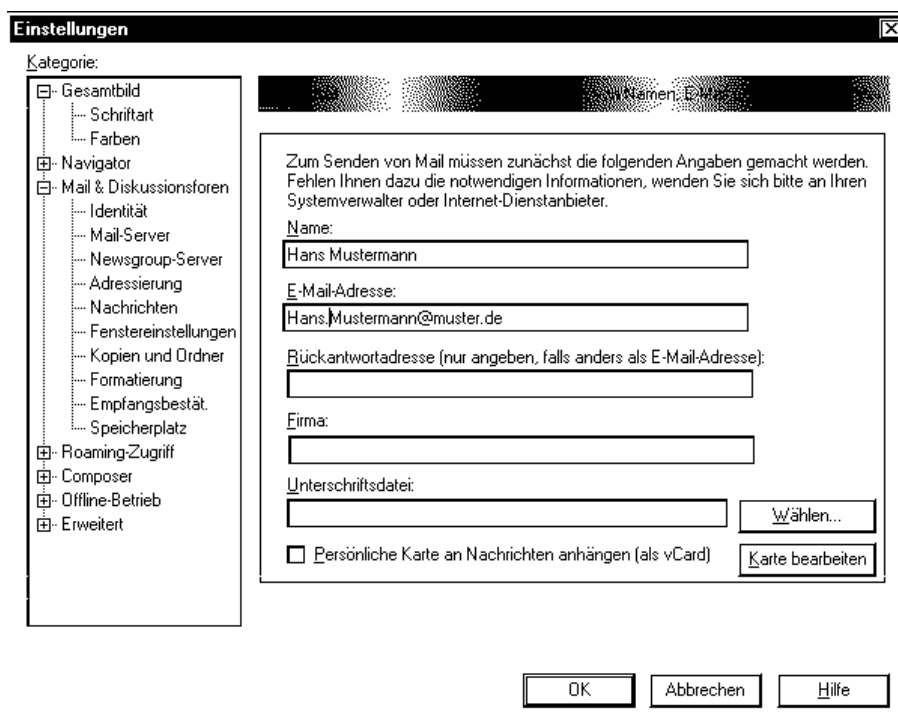 Einstellungen
Kategorie:
Gesamtbild
Schriftart
Farben
Navigator
Mail & Diskussionsforen
Identität
Mail-Server
Newsgroup-Server
Adressierung
Nachrichten
Fenstereinstellungen
Kopien und Ordner
Formatierung
Empfangsbestät.
Speicherplatz
Roaming-Zugriff
Composer
Offline-Betrieb
Erweitert
Namen, E-Mail
Zum Senden von Mail müssen zunächst die folgenden Angaben gemacht werden.
Fehlen Ihnen dazu die notwendigen Informationen, wenden Sie sich bitte an Ihren
Systemverwalter oder Internet-Dienstanbieter.
Name:
Hans Mustermann
E-Mail-Adresse:
Hans.Mustermann@muster.de
Rückantwortadresse (nur angeben, falls anders als E-Mail-Adresse):
Firma:
Unterschriftsdatei:
Wählen...
Persönliche Karte an Nachrichten anhängen (als vCard)
Karte bearbeiten
OK
Abbrechen
Hilfe